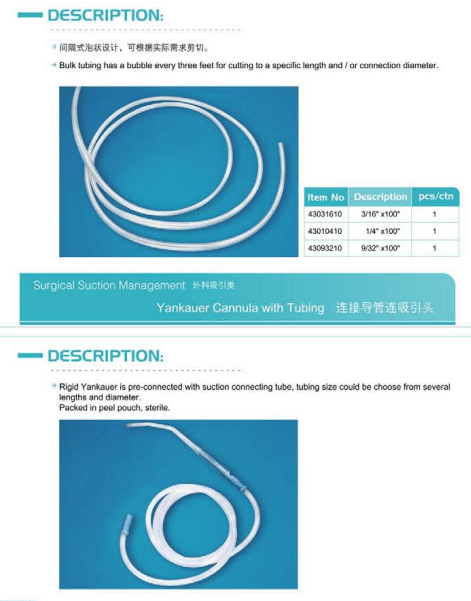 DESCRIPTION:
间隔式泡状设计，可根据实际需求剪切。
Bulk tubing has a bubble every three feet for cutting to a specific length and / or connection diameter.
Item No Description pcs/ctn
43031610 3/16" x100" 1
43010410 1/4" x100" 1
43093210 9/32" x100" 1
Surgical Suction Management 外科吸引类
Yankauer Cannula with Tubing 连接导管连吸引头
DESCRIPTION:
Rigid Yankauer is pre-connected with suction connecting tube, tubing size could be choose from several
lengths and diameter.
Packed in peel pouch, sterile.